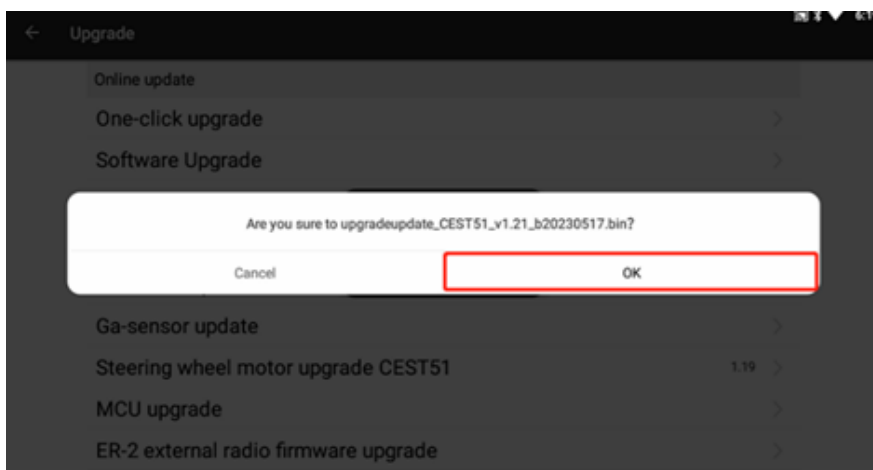 Upgrade
Online update
One-click upgrade
Software Upgrade
Are you sure to upgradeupdate_CEST51_v1.21_b20230517.bin?
Cancel
OK
Ga-sensor update
Steering wheel motor upgrade CEST51
1.19
MCU upgrade
ER-2 external radio firmware upgrade